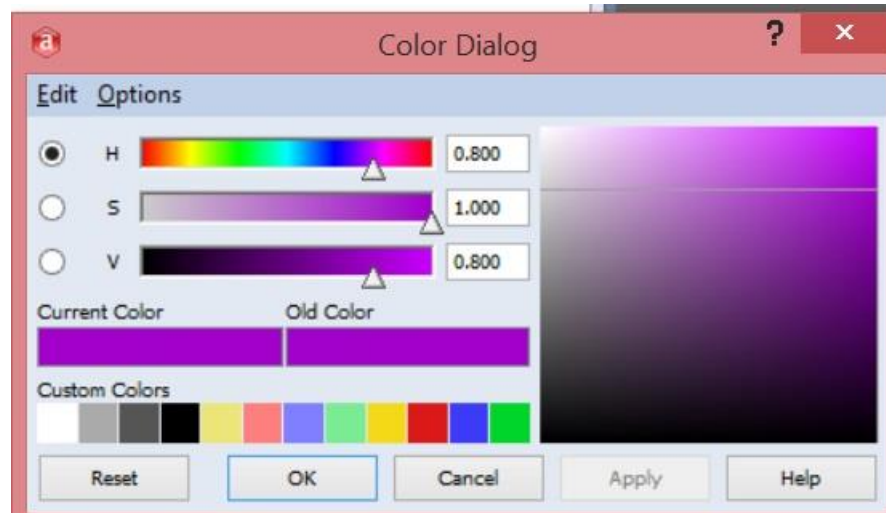 Color Dialog ? ×
Edit Options
H 0.800
S 1.000
V 0.800
Current Color Old Color
Custom Colors
Reset OK Cancel Apply Help